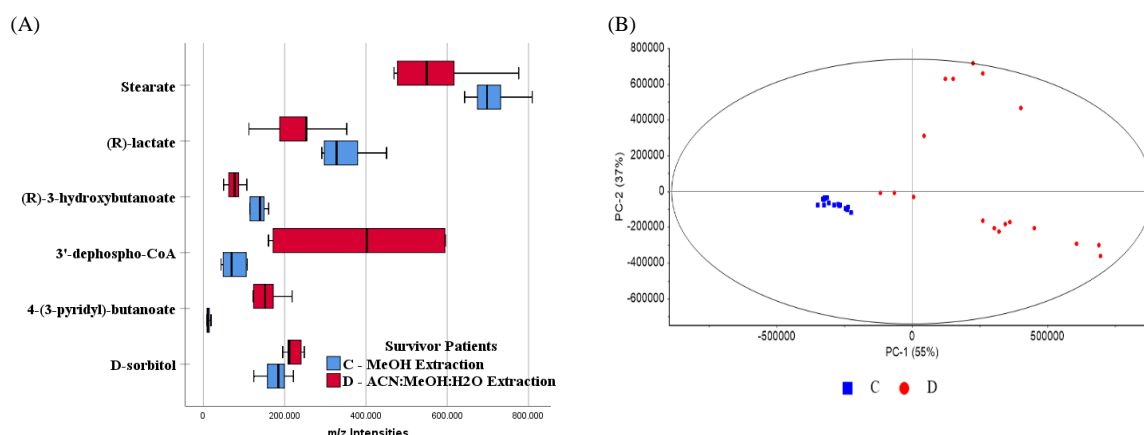 (A)
Stearate
(R)-lactate
(R)-3-hydroxybutanoate
3'-dephospho-CoA
4-(3-pyridyl)-butanoate
D-sorbitol
Survivor Patients
C - MeOH Extraction
D - ACN:MeOH:H2O Extraction
0 200.000 400.000 600.000 800.000
m/z Intensities
(B)
800000
600000
400000
200000
0
-200000
-400000
-600000
PC-2 (37%)
-500000 0 500000
PC-1 (55%)
C D